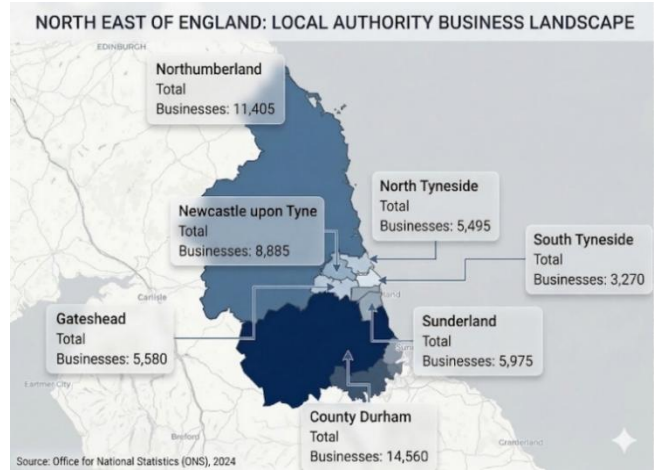 NORTH EAST OF ENGLAND: LOCAL AUTHORITY BUSINESS LANDSCAPE
EDINBURGH
Northumberland
Total
Businesses: 11,405
North Tyneside
Total
Businesses: 5,495
Newcastle upon Tyne
Total
Businesses: 8,885
South Tyneside
Total
Businesses: 3,270
Carlisle
Gateshead
Total
Businesses: 5,580
Sunderland
Total
Businesses: 5,975
County Durham
Total
Businesses: 14,560
Source: Office for National Statistics (ONS), 2024